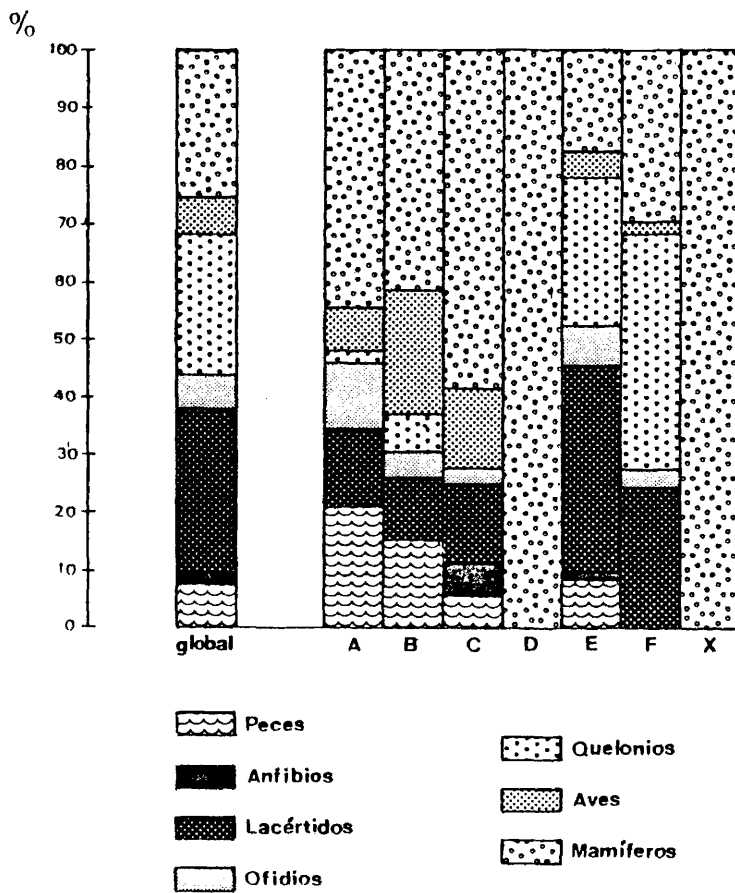 %
100
90
80
70
60
50
40
30
20
10
0
global A B C D E F X
Peces
Anfibios
Lacértidos
Ofidios
Quelonios
Aves
Mamíferos